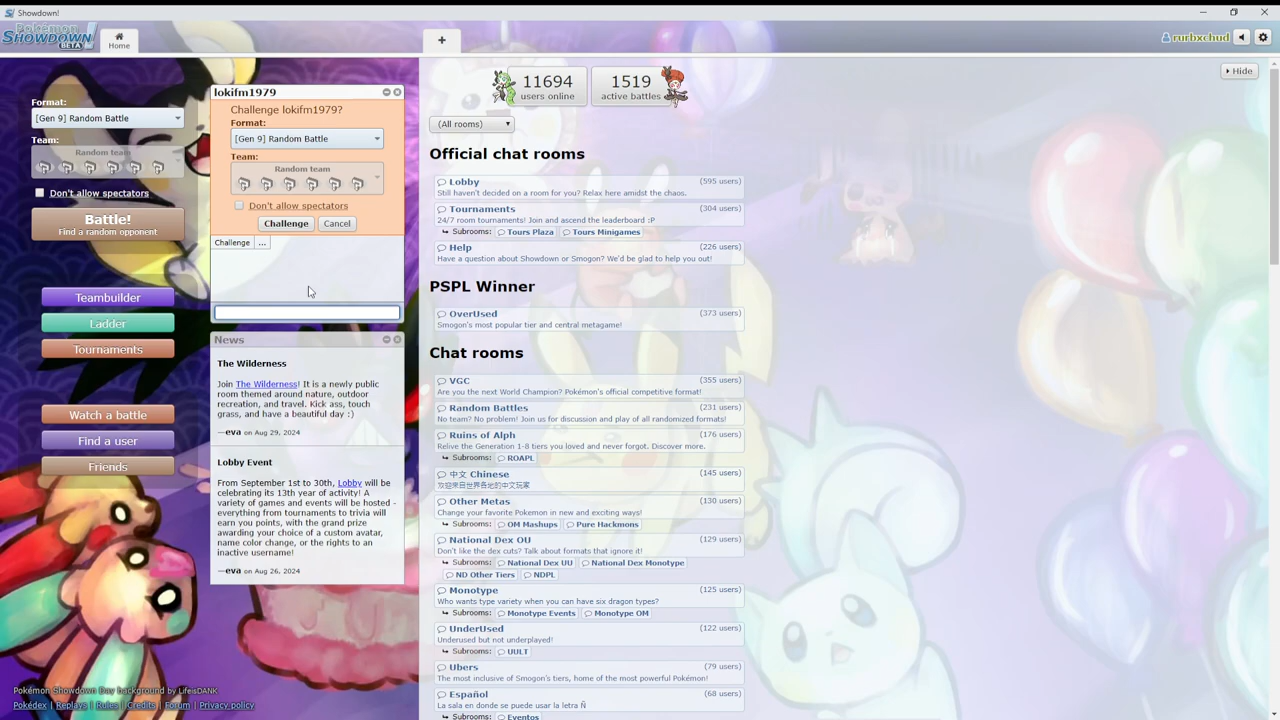 Showdown!
Pokémon
SHOWDOWN!
BETA
Home
+
rurbxchud
Format:
[Gen 9] Random Battle
Team:
Random team
Don't allow spectators
Battle!
Find a random opponent
Teambuilder
Ladder
Tournaments
Watch a battle
Find a user
Friends
Pokémon Showdown Day background by LifeisDANK
Pokédex | Replays | Rules | Credits | Forum | Privacy policy
lokifm1979
Challenge lokifm1979?
Format:
[Gen 9] Random Battle
Team:
Random team
Don't allow spectators
Challenge Cancel
Challenge ...
News
The Wilderness
Join The Wilderness! It is a newly public
room themed around nature, outdoor
recreation, and travel. Kick ass, touch
grass, and have a beautiful day :)
—eva on Aug 29, 2024
Lobby Event
From September 1st to 30th, Lobby will be
celebrating its 13th year of activity! A
variety of games and events will be hosted -
everything from tournaments to trivia will
earn you points, with the grand prize
awarding your choice of a custom avatar,
name color change, or the rights to an
inactive username!
—eva on Aug 26, 2024
11694
users online
1519
active battles
Hide
(All rooms)
Official chat rooms
Lobby (595 users)
Still haven't decided on a room for you? Relax here amidst the chaos.
Tournaments (304 users)
24/7 room tournaments! Join and ascend the leaderboard :P
Subrooms: Tours Plaza Tours Minigames
Help (226 users)
Have a question about Showdown or Smogon? We'd be glad to help you out!
PSPL Winner
OverUsed (373 users)
Smogon's most popular tier and central metagame!
Chat rooms
VGC (355 users)
Are you the next World Champion? Pokémon's official competitive format!
Random Battles (231 users)
No team? No problem! Join us for discussion and play of all randomized formats!
Ruins of Alph (176 users)
Relive the Generation 1-8 tiers you loved and never forgot. Discover more.
Subrooms: ROAPL
中文 Chinese (145 users)
欢迎来自世界各地的中文玩家
Other Metas (130 users)
Change your favorite Pokemon in new and exciting ways!
Subrooms: OM Mashups Pure Hackmons
National Dex OU (129 users)
Don't like the dex cuts? Talk about formats that ignore it!
Subrooms: National Dex UU National Dex Monotype
ND Other Tiers NDPL
Monotype (125 users)
Who wants type variety when you can have six dragon types?
Subrooms: Monotype Events Monotype OM
UnderUsed (122 users)
Underused but not underplayed!
Subrooms: UULT
Ubers (79 users)
The most inclusive of Smogon's tiers, home of the most powerful Pokémon!
Español (68 users)
La sala en donde se puede usar la letra Ñ
Subrooms: Eventos